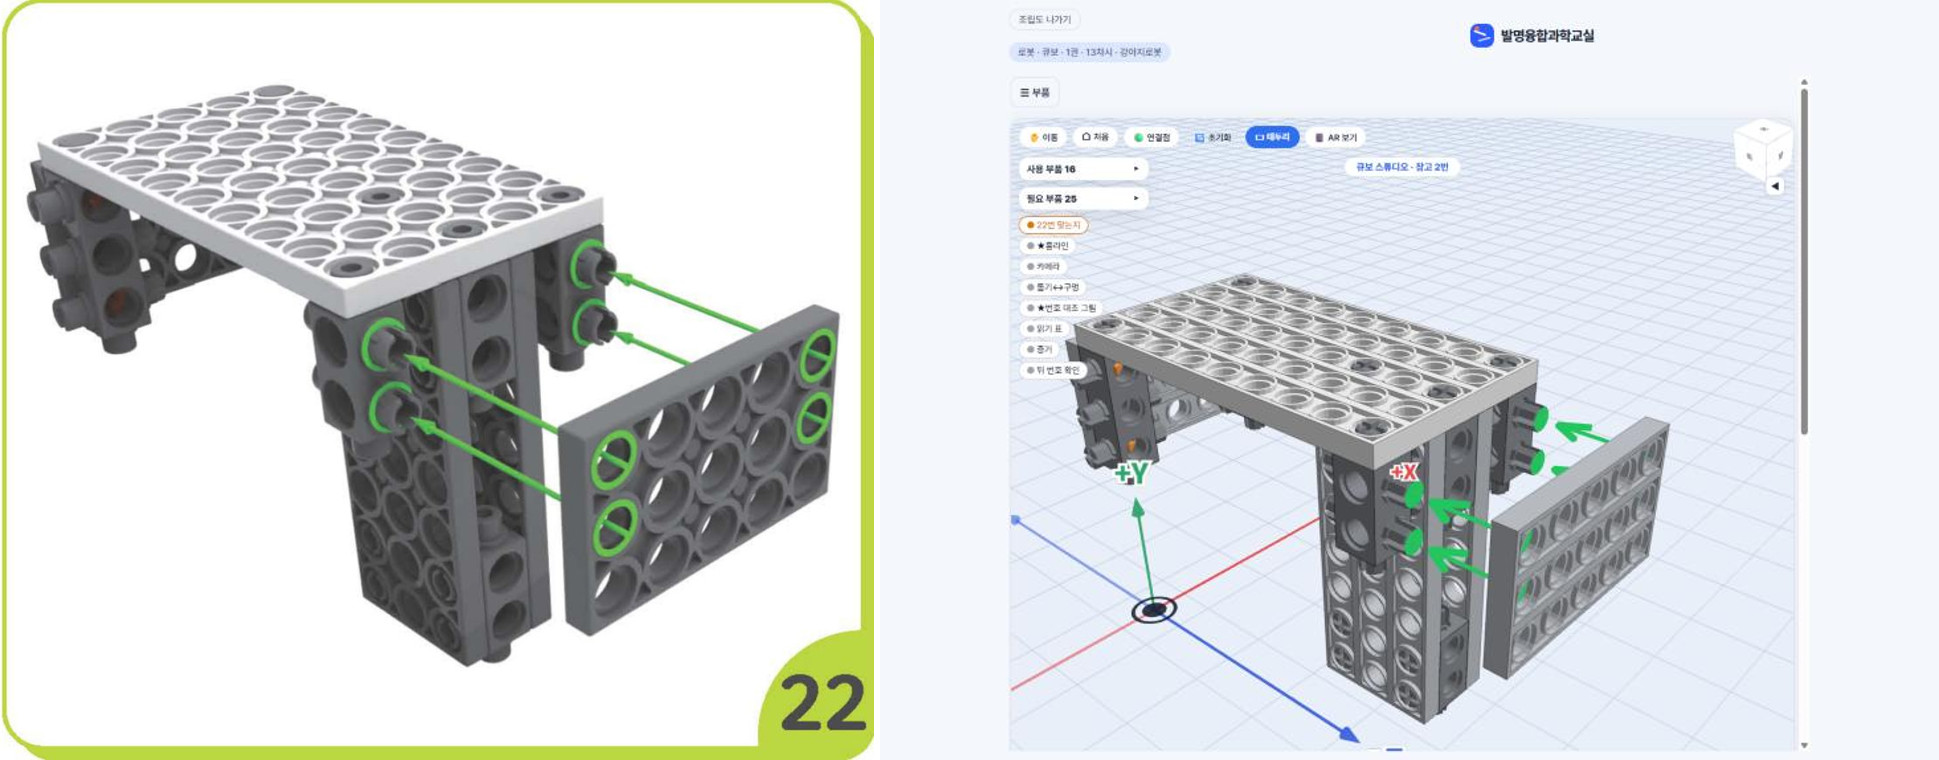 22
조립도 나가기
로봇 · 큐보 · 1권 · 13차시 · 강아지로봇
발명융합과학교실
☰ 부품
이동
처음
연결점
초기화
테두리
AR 보기
사용 부품 16
큐보 스튜디오 · 참고 2번
필요 부품 25
22번 맞는지
★홈라인
카메라
돌기↔구멍
★번호 대조 그림
읽기 표
증거
뒤 번호 확인
+Y
+X